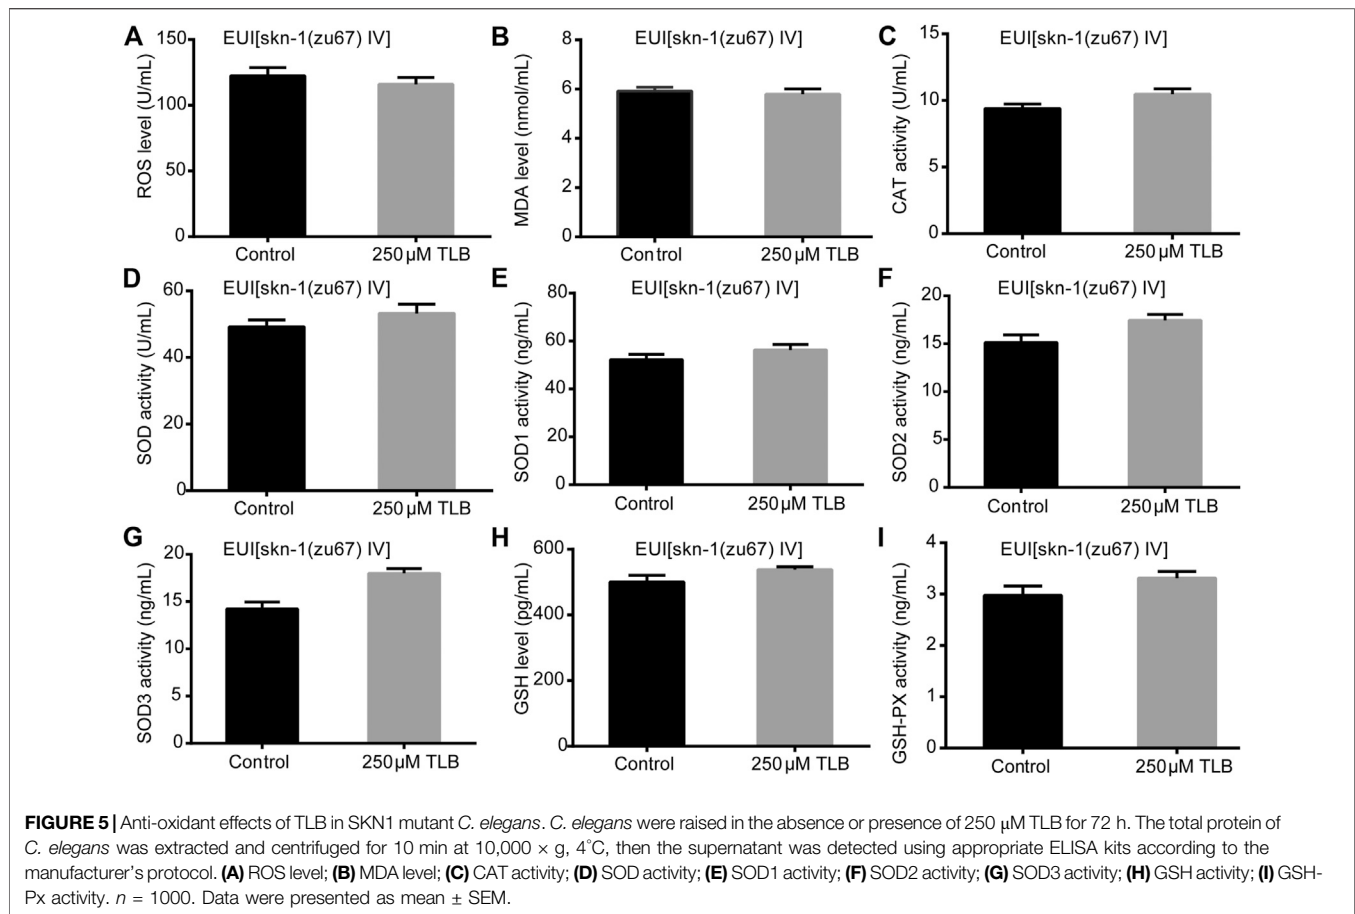 A
EUI[skn-1(zu67) IV]
ROS level (U/mL)
150
100
50
0
Control
250 µM TLB
B
EUI[skn-1(zu67) IV]
MDA level (nmol/mL)
8
6
4
2
0
Control
250 µM TLB
C
EUI[skn-1(zu67) IV]
CAT activity (U/mL)
15
10
5
0
Control
250 µM TLB
D
EUI[skn-1(zu67) IV]
SOD activity (U/mL)
60
40
20
0
Control
250 µM TLB
E
EUI[skn-1(zu67) IV]
SOD1 activity (ng/mL)
80
60
40
20
0
Control
250 µM TLB
F
EUI[skn-1(zu67) IV]
SOD2 activity (ng/mL)
20
15
10
5
0
Control
250 µM TLB
G
EUI[skn-1(zu67) IV]
SOD3 activity (ng/mL)
20
15
10
5
0
Control
250 µM TLB
H
EUI[skn-1(zu67) IV]
GSH level (pg/mL)
600
400
200
0
Control
250 µM TLB
I
EUI[skn-1(zu67) IV]
GSH-PX activity (ng/mL)
4
3
2
1
0
Control
250 µM TLB
FIGURE 5 | Anti-oxidant effects of TLB in SKN1 mutant C. elegans. C. elegans were raised in the absence or presence of 250 µM TLB for 72 h. The total protein of
C. elegans was extracted and centrifuged for 10 min at 10,000 × g, 4°C, then the supernatant was detected using appropriate ELISA kits according to the
manufacturer's protocol. (A) ROS level; (B) MDA level; (C) CAT activity; (D) SOD activity; (E) SOD1 activity; (F) SOD2 activity; (G) SOD3 activity; (H) GSH activity; (I) GSH-
Px activity. n = 1000. Data were presented as mean ± SEM.